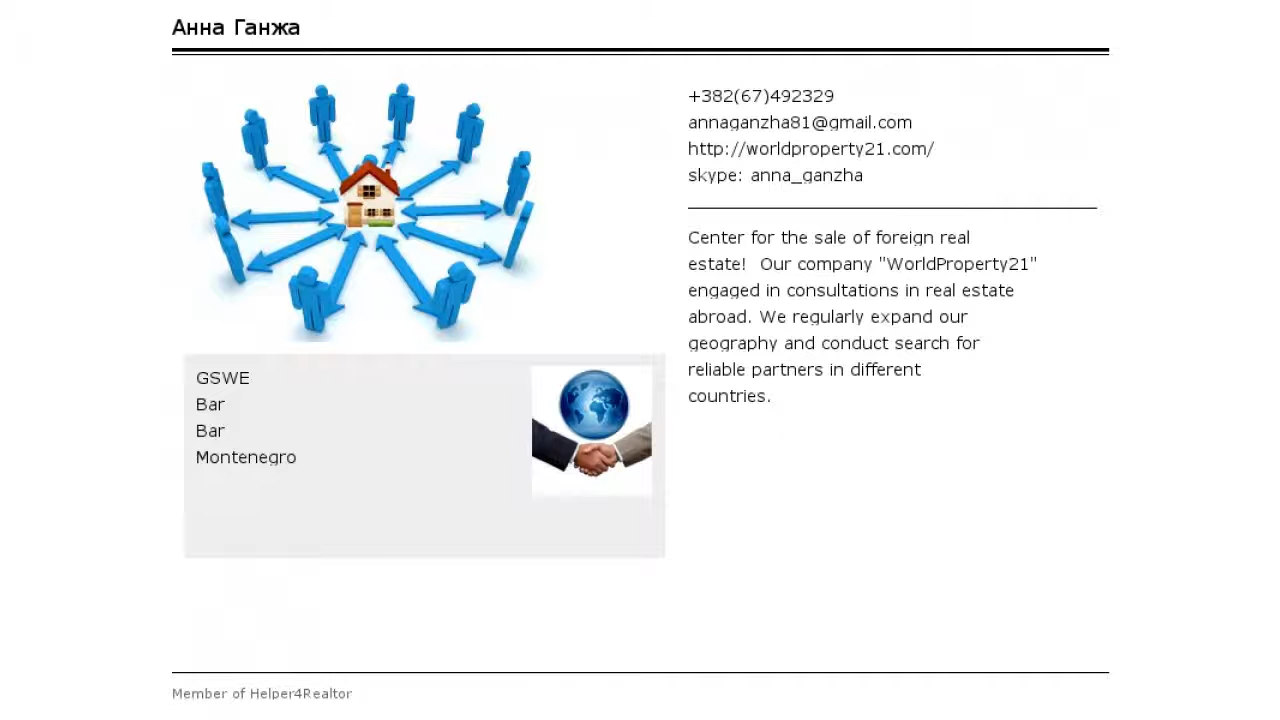 Анна Ганжа
+382(67)492329
annaganzha81@gmail.com
http://worldproperty21.com/
skype: anna_ganzha
Center for the sale of foreign real
estate!  Our company "WorldProperty21"
engaged in consultations in real estate
abroad. We regularly expand our
geography and conduct search for
reliable partners in different
countries.
GSWE
Bar
Bar
Montenegro
Member of Helper4Realtor